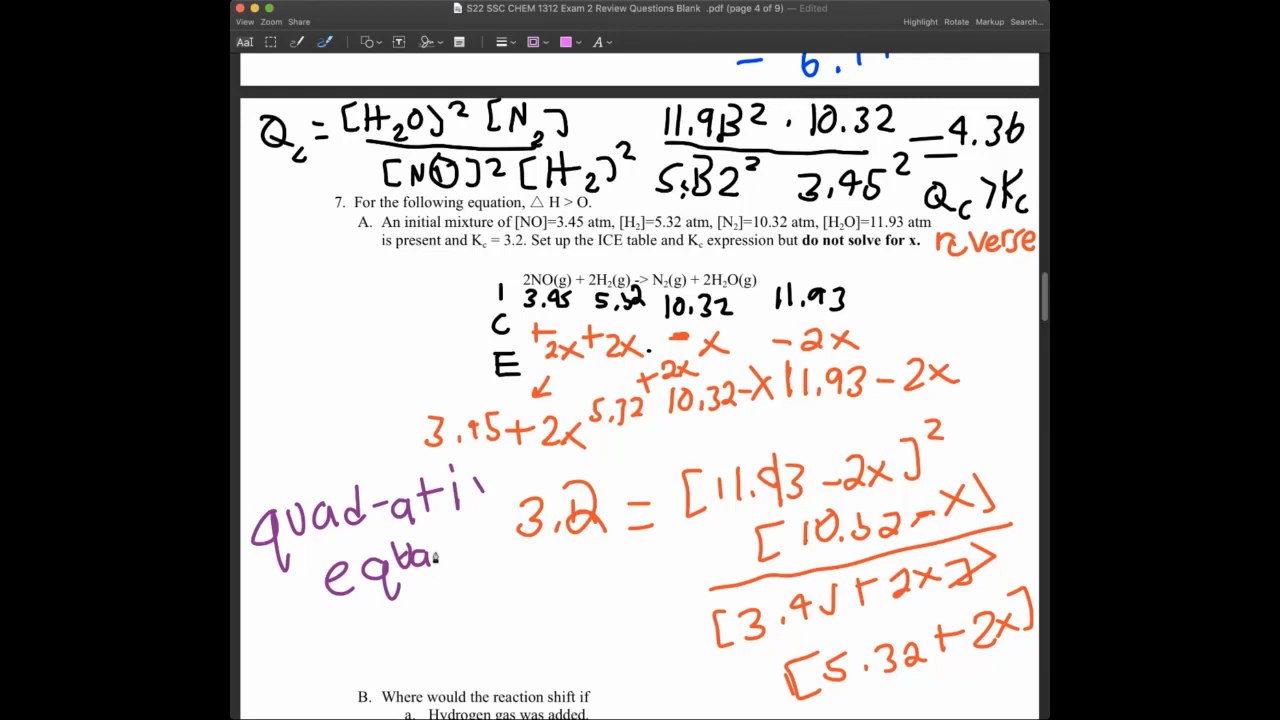 S22 SSC CHEM 1312 Exam 2 Review Questions Blank .pdf (page 4 of 9) — Edited
View Zoom Share Highlight Rotate Markup Search...
AaI
Q_c = [H₂O]² [N₂] / [NO]² [H₂]² 11.93² · 10.32 / 5.32² 3.45² = 4.36
Q_c > K_c
7. For the following equation, △ H > O.
A. An initial mixture of [NO]=3.45 atm, [H₂]=5.32 atm, [N₂]=10.32 atm, [H₂O]=11.93 atm
is present and K_c = 3.2. Set up the ICE table and K_c expression but do not solve for x.
reverse
2NO(g) + 2H₂(g) -> N₂(g) + 2H₂O(g)
I 3.45 5.32 10.32 11.93
C +2x +2x - x - 2x
E 3.45+2x 5.32+2x 10.32-x 11.93-2x
3.2 = [11.93-2x]²
[10.32-x]
[3.45+2x]²
[5.32+2x]
B. Where would the reaction shift if
a. Hydrogen gas was added.